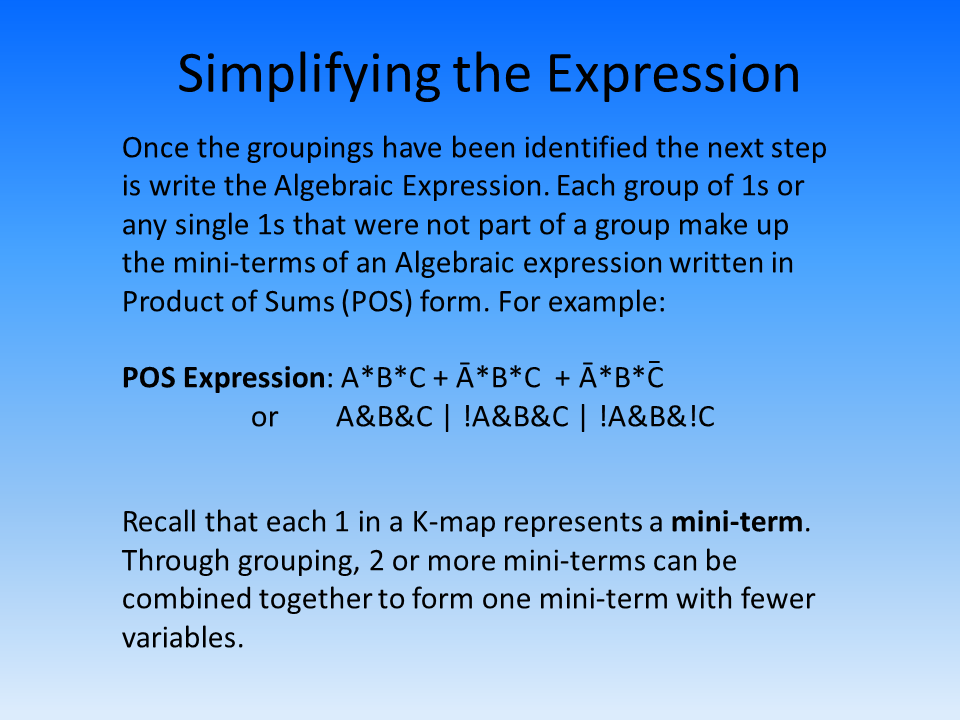 Simplifying the Expression
Once the groupings have been identified the next step
is write the Algebraic Expression. Each group of 1s or
any single 1s that were not part of a group make up
the mini-terms of an Algebraic expression written in
Product of Sums (POS) form. For example:
POS Expression: A*B*C + Ā*B*C + Ā*B*C̅
or A&B&C | !A&B&C | !A&B&!C
Recall that each 1 in a K-map represents a mini-term.
Through grouping, 2 or more mini-terms can be
combined together to form one mini-term with fewer
variables.